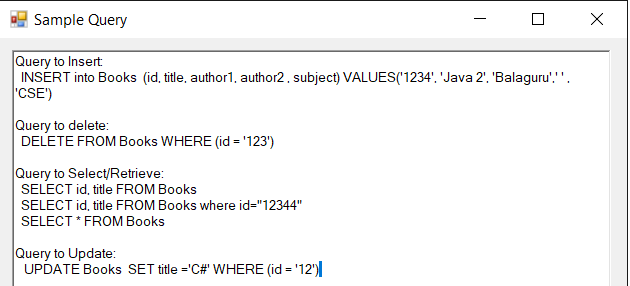 Sample Query
Query to Insert:
INSERT into Books (id, title, author1, author2 , subject) VALUES('1234', 'Java 2', 'Balaguru',' ' ,
'CSE')
Query to delete:
DELETE FROM Books WHERE (id = '123')
Query to Select/Retrieve:
SELECT id, title FROM Books
SELECT id, title FROM Books where id="12344"
SELECT * FROM Books
Query to Update:
UPDATE Books SET title ='C#' WHERE (id = '12')